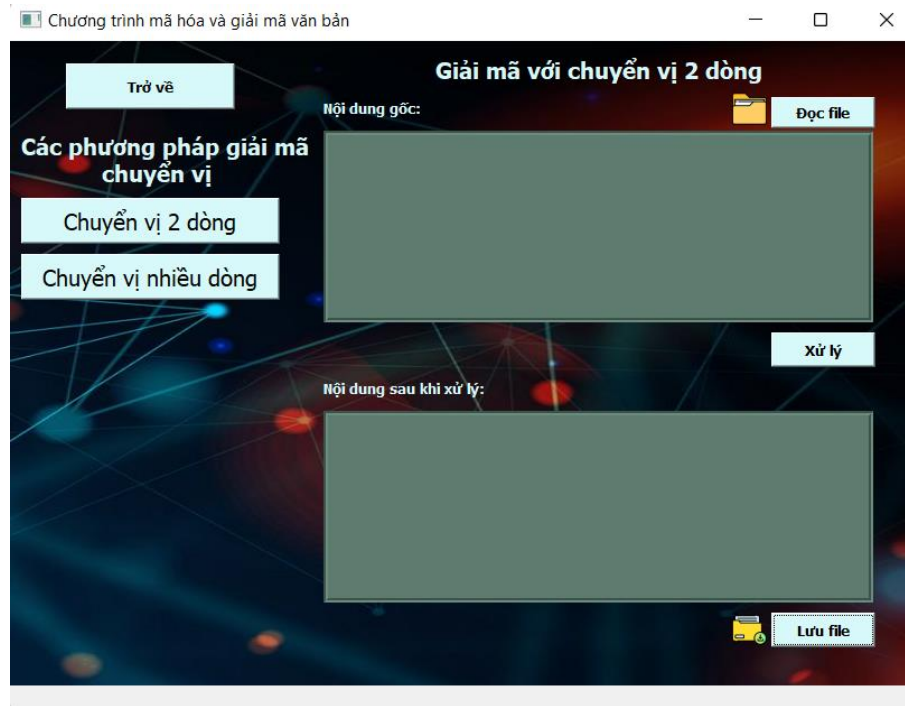 Chương trình mã hóa và giải mã văn bản
Trở về
Các phương pháp giải mã
chuyển vị
Chuyển vị 2 dòng
Chuyển vị nhiều dòng
Giải mã với chuyển vị 2 dòng
Nội dung gốc:
Đọc file
Xử lý
Nội dung sau khi xử lý:
Lưu file